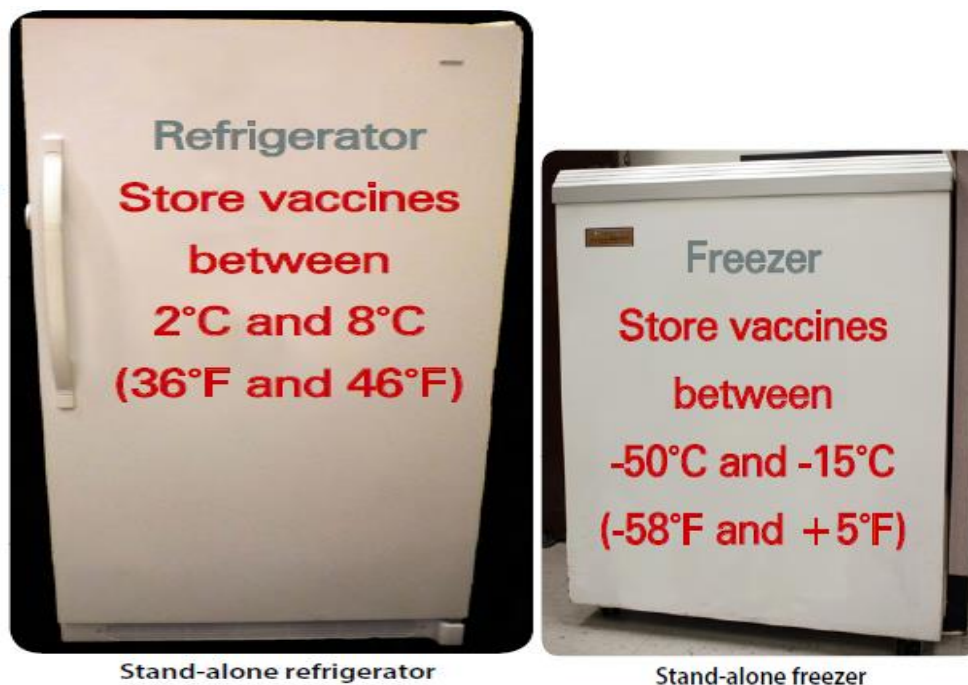 Refrigerator
Store vaccines
between
2°C and 8°C
(36°F and 46°F)
Stand-alone refrigerator
Freezer
Store vaccines
between
-50°C and -15°C
(-58°F and +5°F)
Stand-alone freezer